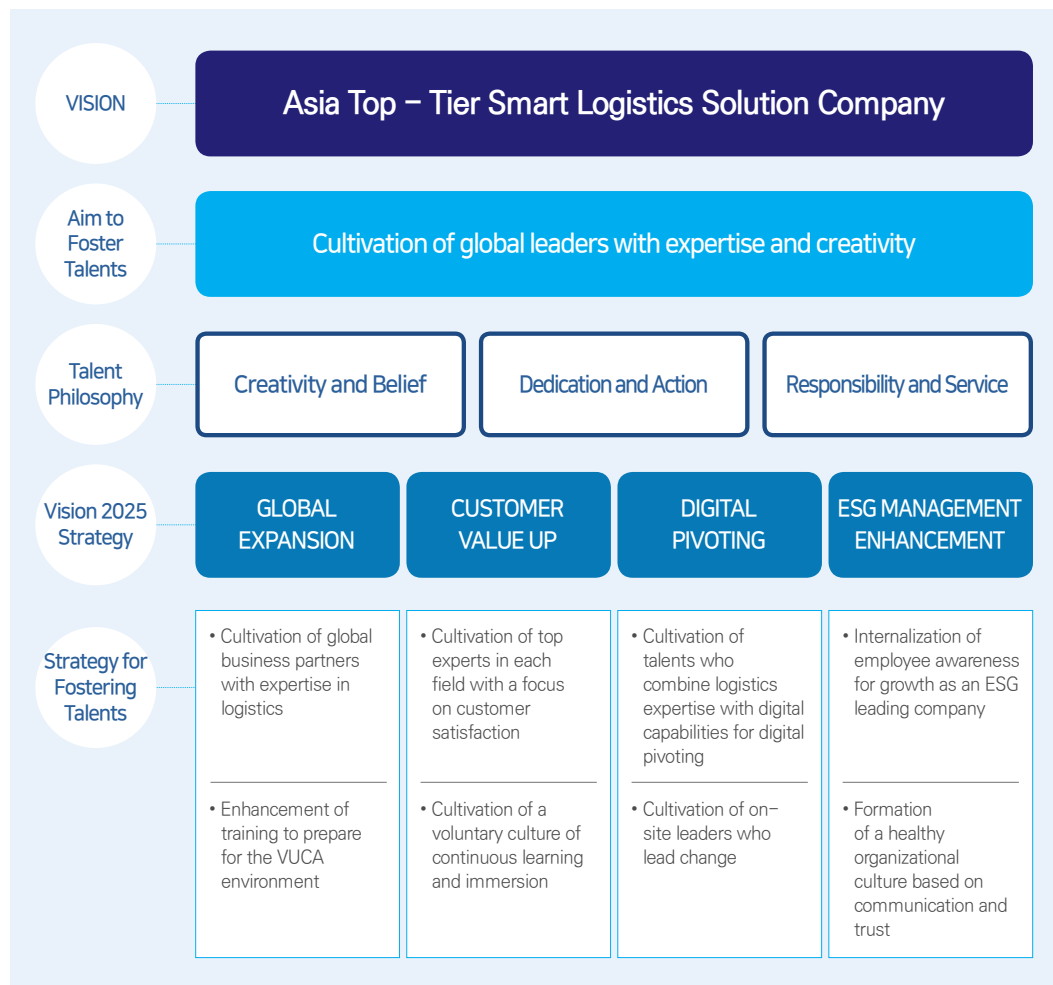 VISION
Asia Top – Tier Smart Logistics Solution Company
Aim to
Foster
Talents
Cultivation of global leaders with expertise and creativity
Talent
Philosophy
Creativity and Belief
Dedication and Action
Responsibility and Service
Vision 2025
Strategy
GLOBAL
EXPANSION
CUSTOMER
VALUE UP
DIGITAL
PIVOTING
ESG MANAGEMENT
ENHANCEMENT
Strategy for
Fostering
Talents
• Cultivation of global
business partners
with expertise in
logistics
• Enhancement of
training to prepare
for the VUCA
environment
• Cultivation of top
experts in each
field with a focus
on customer
satisfaction
• Cultivation of a
voluntary culture of
continuous learning
and immersion
• Cultivation of
talents who
combine logistics
expertise with digital
capabilities for digital
pivoting
• Cultivation of on–
site leaders who
lead change
• Internalization of
employee awareness
for growth as an ESG
leading company
• Formation
of a healthy
organizational
culture based on
communication and
trust